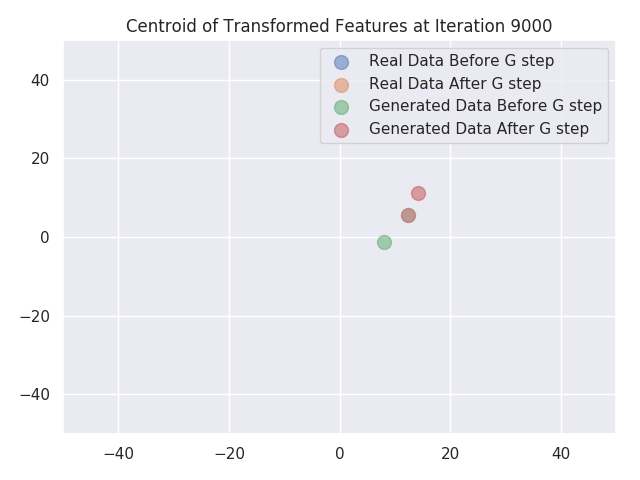 Centroid of Transformed Features at Iteration 9000
Real Data Before G step
Real Data After G step
Generated Data Before G step
Generated Data After G step
40
20
0
−20
−40
−40 −20 0 20 40